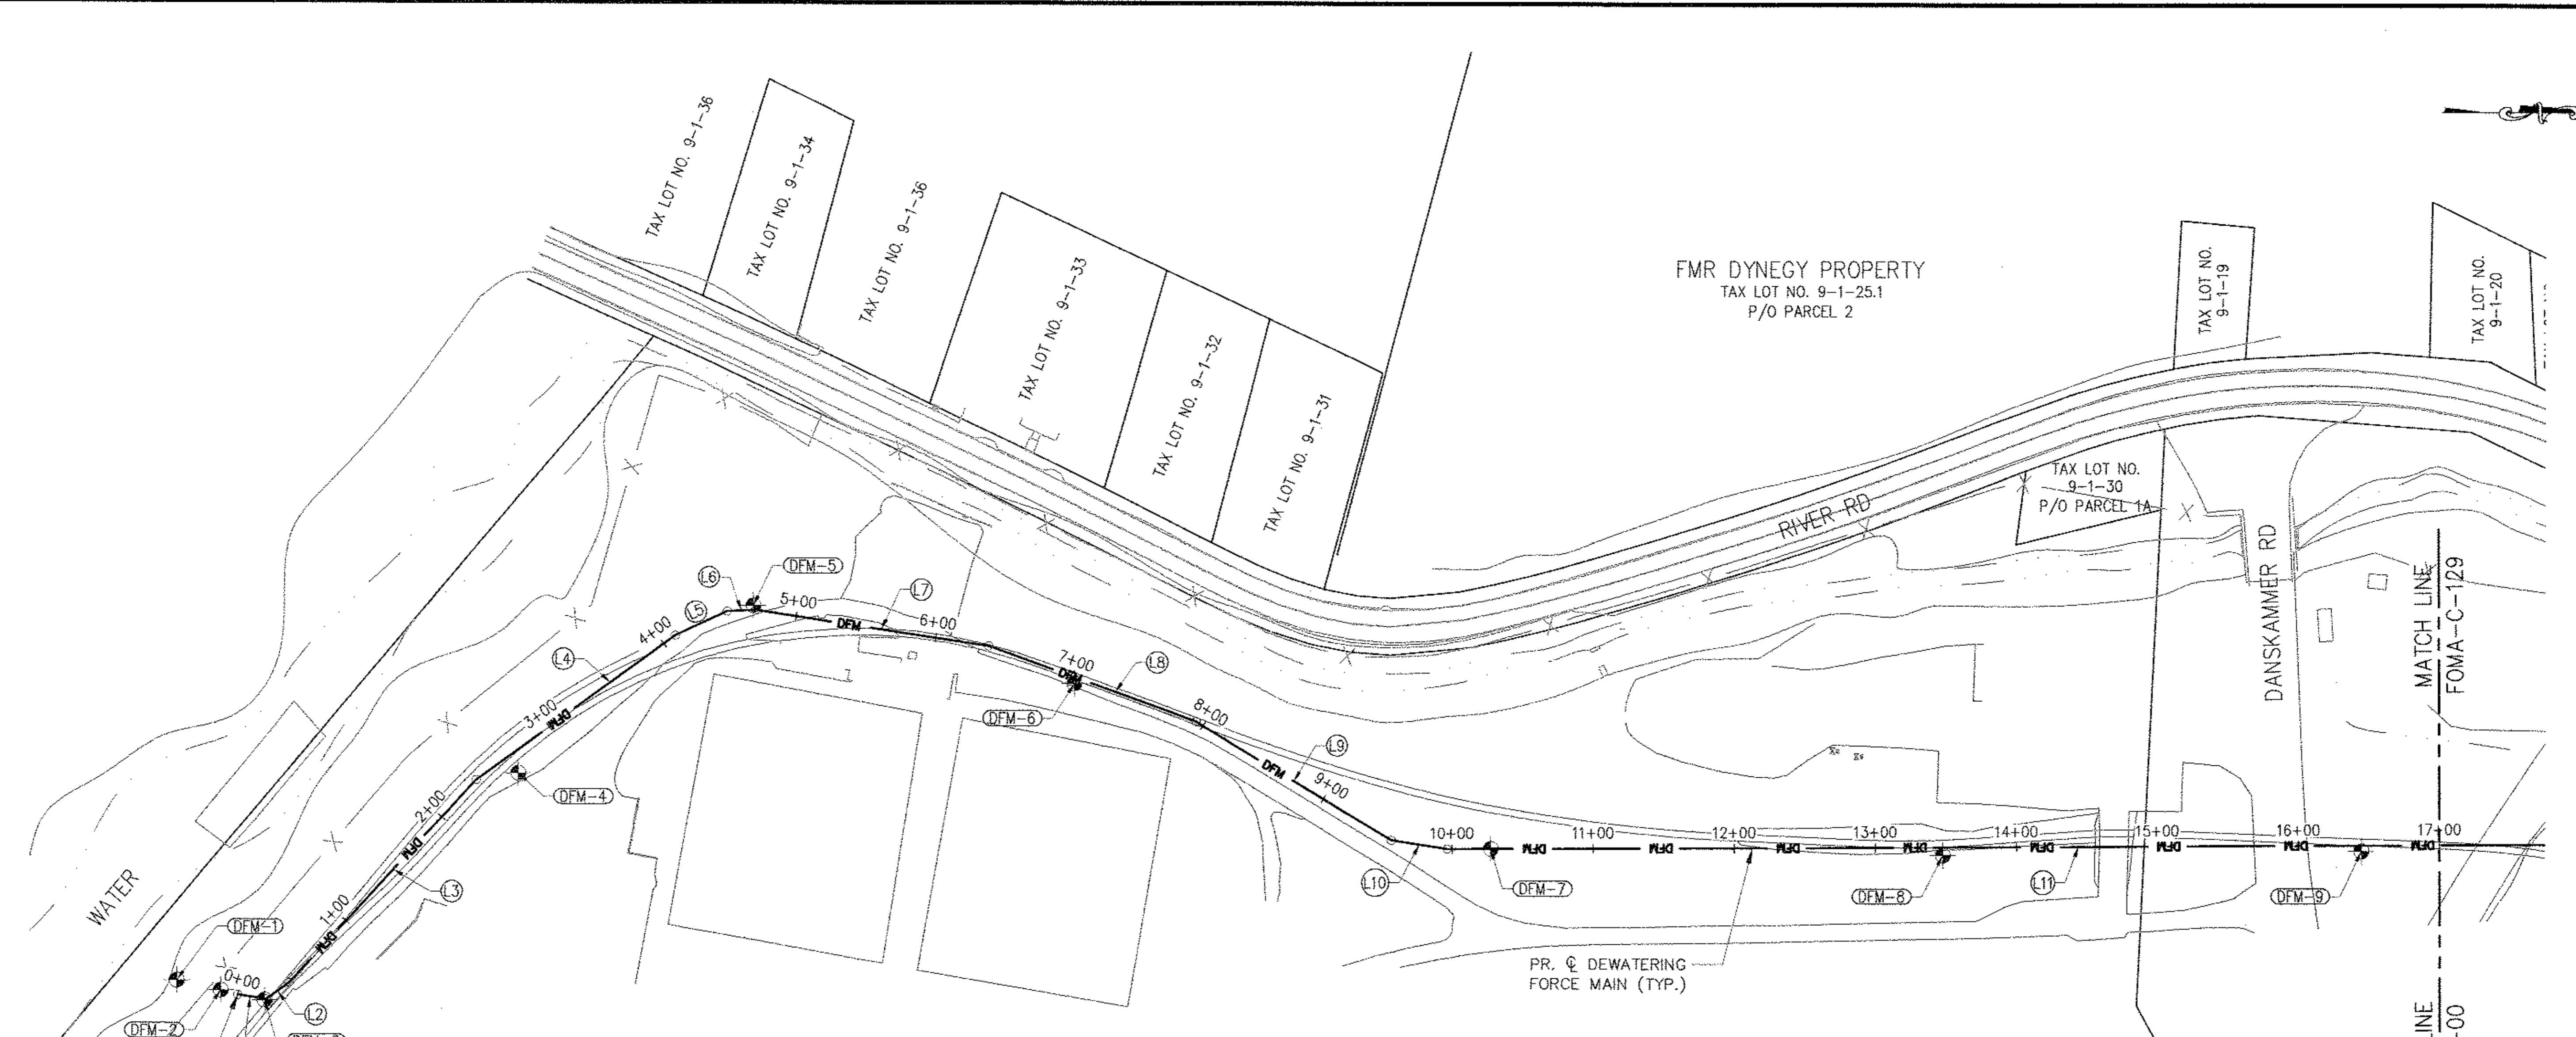 TAX LOT NO. 9-1-36
TAX LOT NO. 9-1-34
TAX LOT NO. 9-1-36
TAX LOT NO. 9-1-33
TAX LOT NO. 9-1-32
TAX LOT NO. 9-1-31
FMR DYNEGY PROPERTY
TAX LOT NO. 9-1-25.1
P/O PARCEL 2
TAX LOT NO.
9-1-19
TAX LOT NO.
9-1-20
RIVER RD
TAX LOT NO.
9-1-30
P/O PARCEL 1A
DANSKAMMER RD
MATCH LINE
FOMA-C-129
WATER
DFM-1
DFM-2
0+00
L2
DFM
1+00
L3
DFM
2+00
DFM-4
DFM
3+00
L4
4+00
L5
L6
DFM-5
5+00
DFM
L7
6+00
7+00
DFM
DFM-6
L8
8+00
DFM
L9
9+00
L10
10+00
DFM-7
DFM
11+00
DFM
12+00
DFM
13+00
DFM
DFM-8
14+00
DFM
L11
15+00
DFM
16+00
DFM
DFM-9
17+00
DFM
PR. ℄ DEWATERING
FORCE MAIN (TYP.)